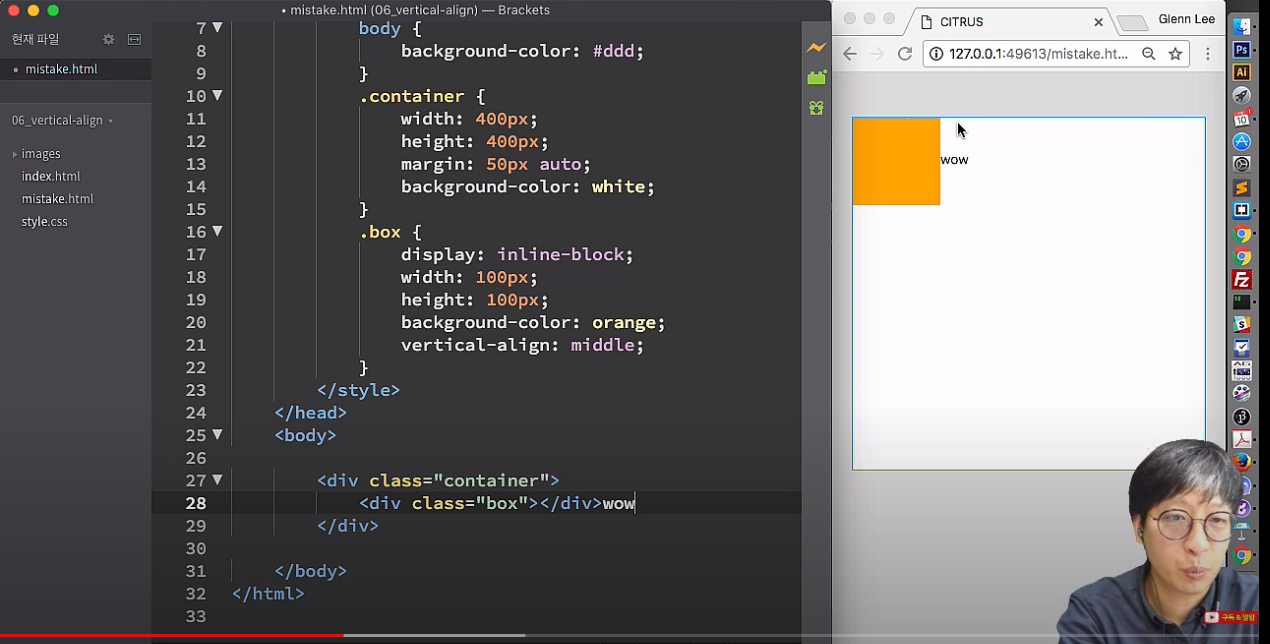 • mistake.html (06_vertical-align) — Brackets
현재 파일
• mistake.html
06_vertical-align
images
index.html
mistake.html
style.css
7 body {
8 background-color: #ddd;
9 }
10 .container {
11 width: 400px;
12 height: 400px;
13 margin: 50px auto;
14 background-color: white;
15 }
16 .box {
17 display: inline-block;
18 width: 100px;
19 height: 100px;
20 background-color: orange;
21 vertical-align: middle;
22 }
23 </style>
24 </head>
25 <body>
26
27 <div class="container">
28 <div class="box"></div>wow
29 </div>
30
31 </body>
32 </html>
33
CITRUS
Glenn Lee
127.0.0.1:49613/mistake.ht...
wow
Ps
Ai
10
Fz
구독 & 알람